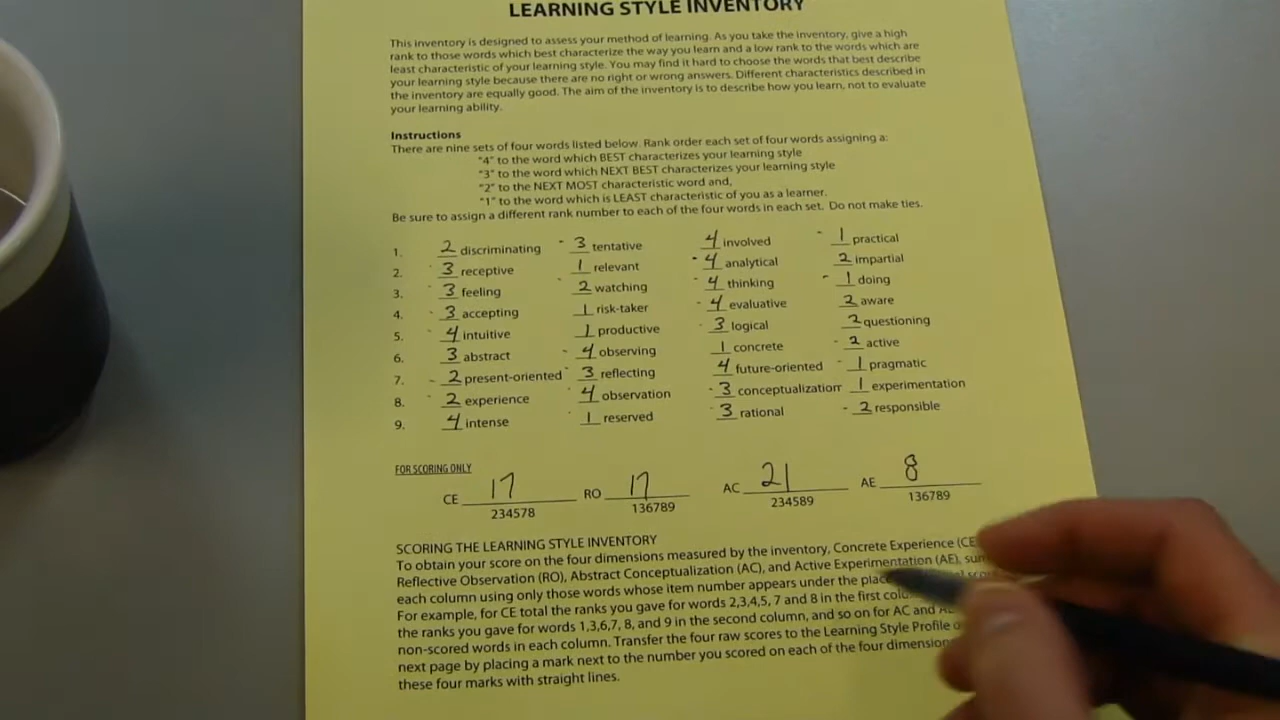 LEARNING STYLE INVENTORY
This inventory is designed to assess your method of learning. As you take the inventory, give a high
rank to those words which best characterize the way you learn and a low rank to the words which are
least characteristic of your learning style. You may find it hard to choose the words that best describe
your learning style because there are no right or wrong answers. Different characteristics described in
the inventory are equally good. The aim of the inventory is to describe how you learn, not to evaluate
your learning ability.
Instructions
There are nine sets of four words listed below. Rank order each set of four words assigning a:
"4" to the word which BEST characterizes your learning style
"3" to the word which NEXT BEST characterizes your learning style
"2" to the NEXT MOST characteristic word and,
"1" to the word which is LEAST characteristic of you as a learner.
Be sure to assign a different rank number to each of the four words in each set. Do not make ties.
1. 2 discriminating 3 tentative 4 involved 1 practical
2. 3 receptive 1 relevant 4 analytical 2 impartial
3. 3 feeling 2 watching 4 thinking 1 doing
4. 3 accepting 1 risk-taker 4 evaluative 2 aware
5. 4 intuitive 1 productive 3 logical 2 questioning
6. 3 abstract 4 observing 1 concrete 2 active
7. 2 present-oriented 3 reflecting 4 future-oriented 1 pragmatic
8. 2 experience 4 observation 3 conceptualization 1 experimentation
9. 4 intense 1 reserved 3 rational 2 responsible
FOR SCORING ONLY
CE 17 RO 17 AC 21 AE 8
234578 136789 234589 136789
SCORING THE LEARNING STYLE INVENTORY
To obtain your score on the four dimensions measured by the inventory, Concrete Experience (CE
Reflective Observation (RO), Abstract Conceptualization (AC), and Active Experimentation (AE), sum
each column using only those words whose item number appears under the place
For example, for CE total the ranks you gave for words 2,3,4,5, 7 and 8 in the first
the ranks you gave for words 1,3,6,7, 8, and 9 in the second column, and so on for AC and
non-scored words in each column. Transfer the four raw scores to the Learning Style Profile
next page by placing a mark next to the number you scored on each of the four
these four marks with straight lines.